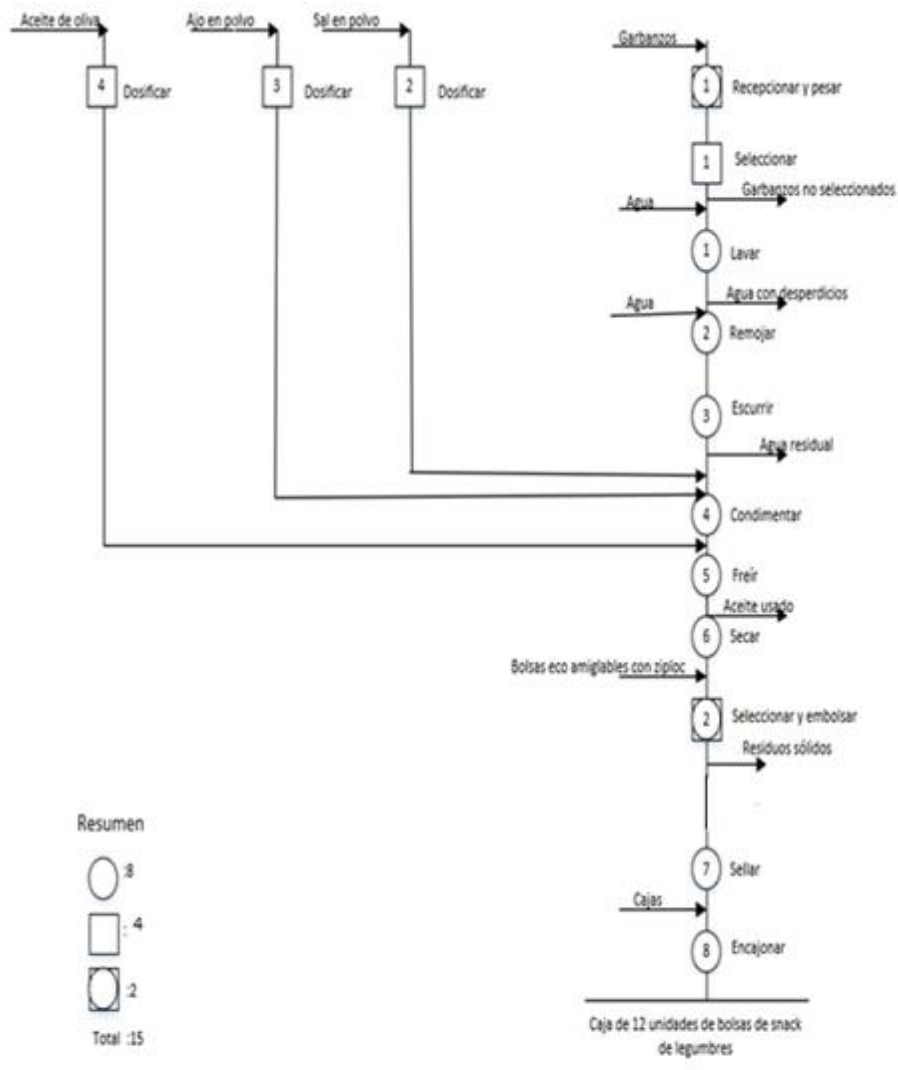 Aceite de oliva
Ajo en polvo
Sal en polvo
Garbanzos
4
Dosificar
3
Dosificar
2
Dosificar
1
Recepcionar y pesar
1
Seleccionar
Garbanzos no seleccionados
Agua
1
Lavar
Agua con desperdicios
Agua
2
Remojar
3
Escurrir
Agua residual
4
Condimentar
5
Freír
Aceite usado
6
Secar
Bolsas eco amiglables con ziploc
2
Seleccionar y embolsar
Residuos sólidos
7
Sellar
Cajas
8
Encajonar
Caja de 12 unidades de bolsas de snack
de legumbres
Resumen
:8
: 4
:2
Total :15